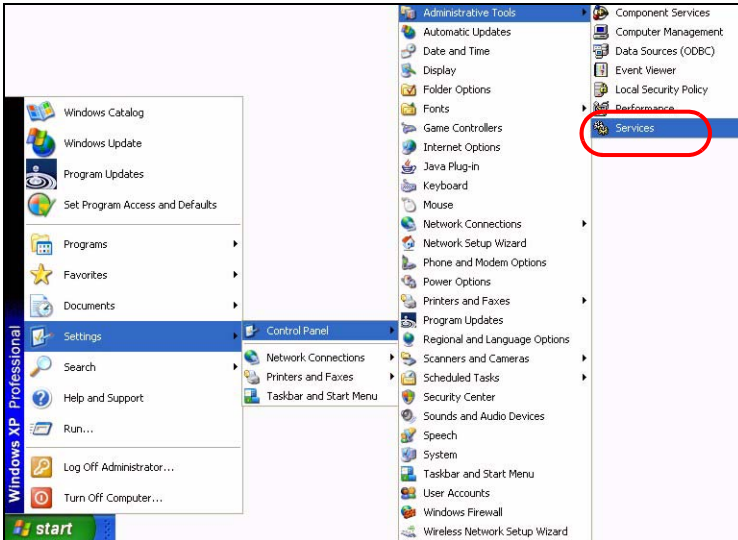 Windows Catalog
Windows Update
Program Updates
Set Program Access and Defaults
Programs
Favorites
Documents
Settings
Search
Help and Support
Run...
Log Off Administrator...
Turn Off Computer...
Windows XP Professional
start
Control Panel
Network Connections
Printers and Faxes
Taskbar and Start Menu
Administrative Tools
Automatic Updates
Date and Time
Display
Folder Options
Fonts
Game Controllers
Internet Options
Java Plug-in
Keyboard
Mouse
Network Connections
Network Setup Wizard
Phone and Modem Options
Power Options
Printers and Faxes
Program Updates
Regional and Language Options
Scanners and Cameras
Scheduled Tasks
Security Center
Sounds and Audio Devices
Speech
System
Taskbar and Start Menu
User Accounts
Windows Firewall
Wireless Network Setup Wizard
Component Services
Computer Management
Data Sources (ODBC)
Event Viewer
Local Security Policy
Performance
Services